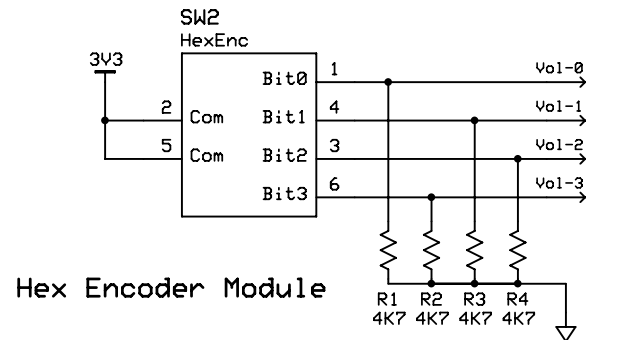 SW2
HexEnc
3V3
Bit0 1 Vol-0
2 Com Bit1 4 Vol-1
5 Com Bit2 3 Vol-2
Bit3 6 Vol-3
Hex Encoder Module
R1 R2 R3 R4
4K7 4K7 4K7 4K7